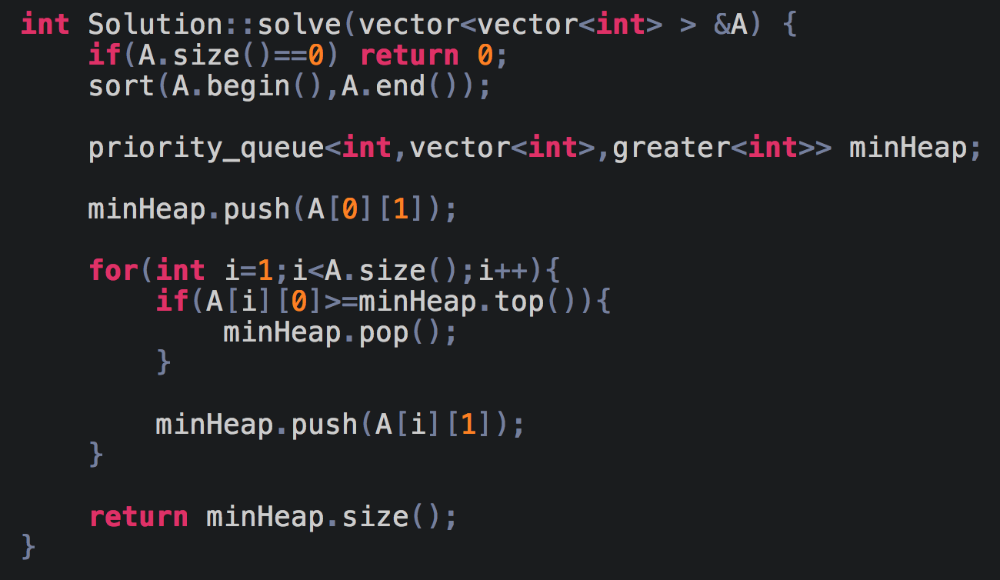 int Solution::solve(vector<vector<int> > &A) {
if(A.size()==0) return 0;
sort(A.begin(),A.end());
priority_queue<int,vector<int>,greater<int>> minHeap;
minHeap.push(A[0][1]);
for(int i=1;i<A.size();i++){
if(A[i][0]>=minHeap.top()){
minHeap.pop();
}
minHeap.push(A[i][1]);
}
return minHeap.size();
}